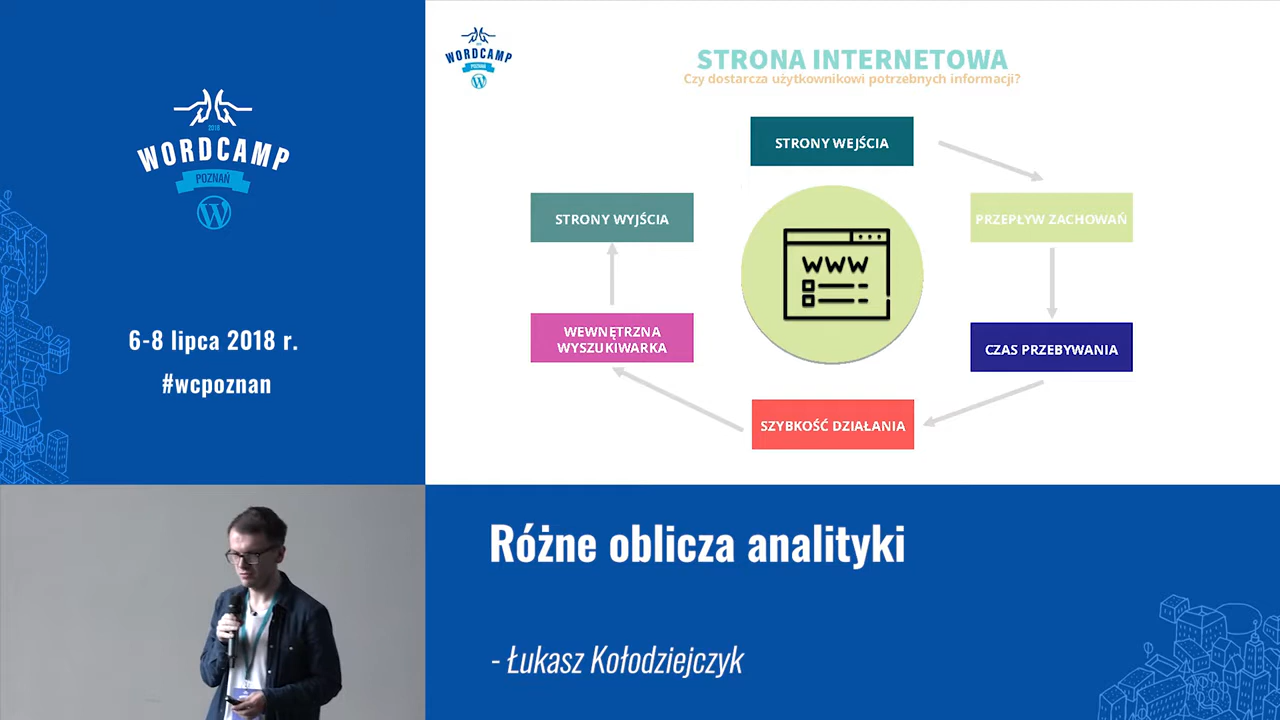 2018
WORDCAMP
POZNAŃ
6-8 lipca 2018 r.
#wcpoznan
WORDCAMP
POZNAŃ
STRONA INTERNETOWA
Czy dostarcza użytkownikowi potrzebnych informacji?
STRONY WEJŚCIA
STRONY WYJŚCIA
PRZEPŁYW ZACHOWAŃ
WWW
WEWNĘTRZNA
WYSZUKIWARKA
CZAS PRZEBYWANIA
SZYBKOŚĆ DZIAŁANIA
Różne oblicza analityki
- Łukasz Kołodziejczyk